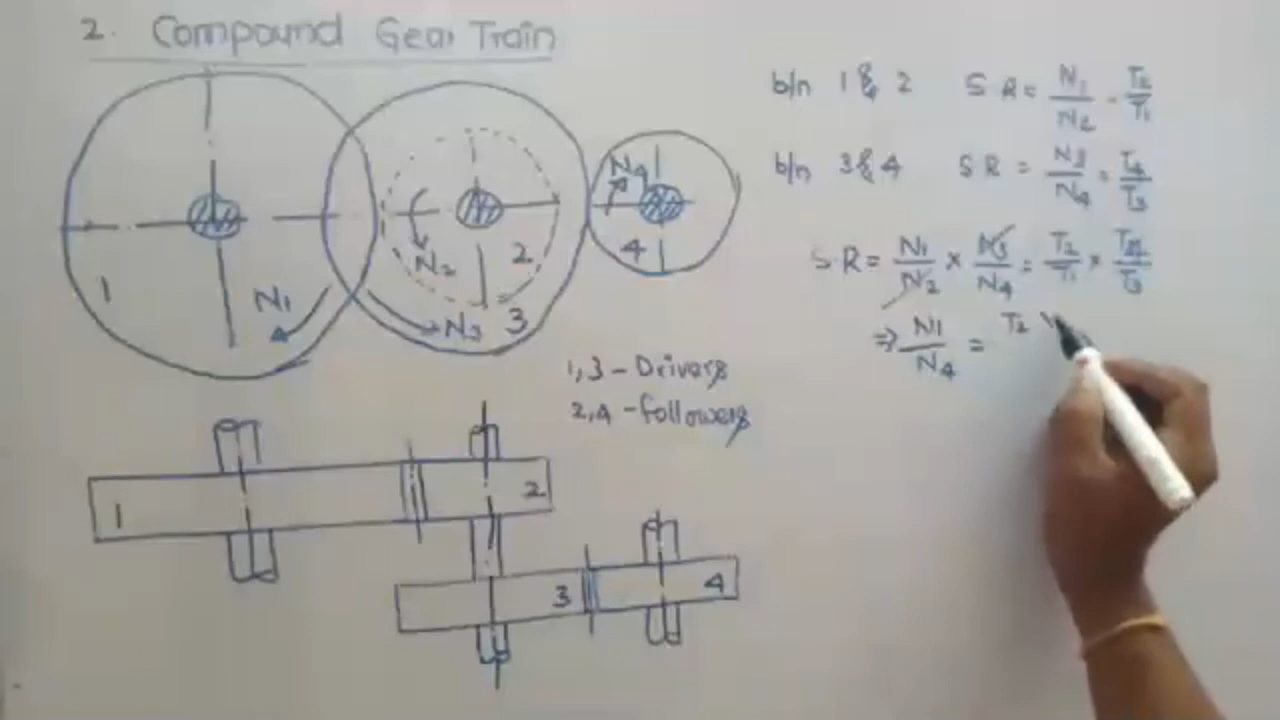 2. Compound Gear Train
b/n 1 & 2 S R = N1/N2 = T2/T1
b/n 3 & 4 S R = N3/N4 = T4/T3
S.R = N1/N2 × N3/N4 = T2/T1 × T4/T3
⇒ N1/N4 = T2
1
N1
N2
2
N3
3
N4
4
1,3 - Drivers
2,4 - followers
1
2
3
4